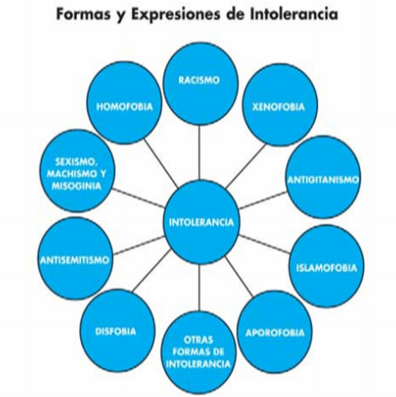 Formas y Expresiones de Intolerancia
RACISMO
HOMOFOBIA
XENOFOBIA
SEXISMO,
MACHISMO Y
MISOGINIA
ANTIGITANISMO
INTOLERANCIA
ANTISEMITISMO
ISLAMOFOBIA
DISFOBIA
APOROFOBIA
OTRAS
FORMAS DE
INTOLERANCIA